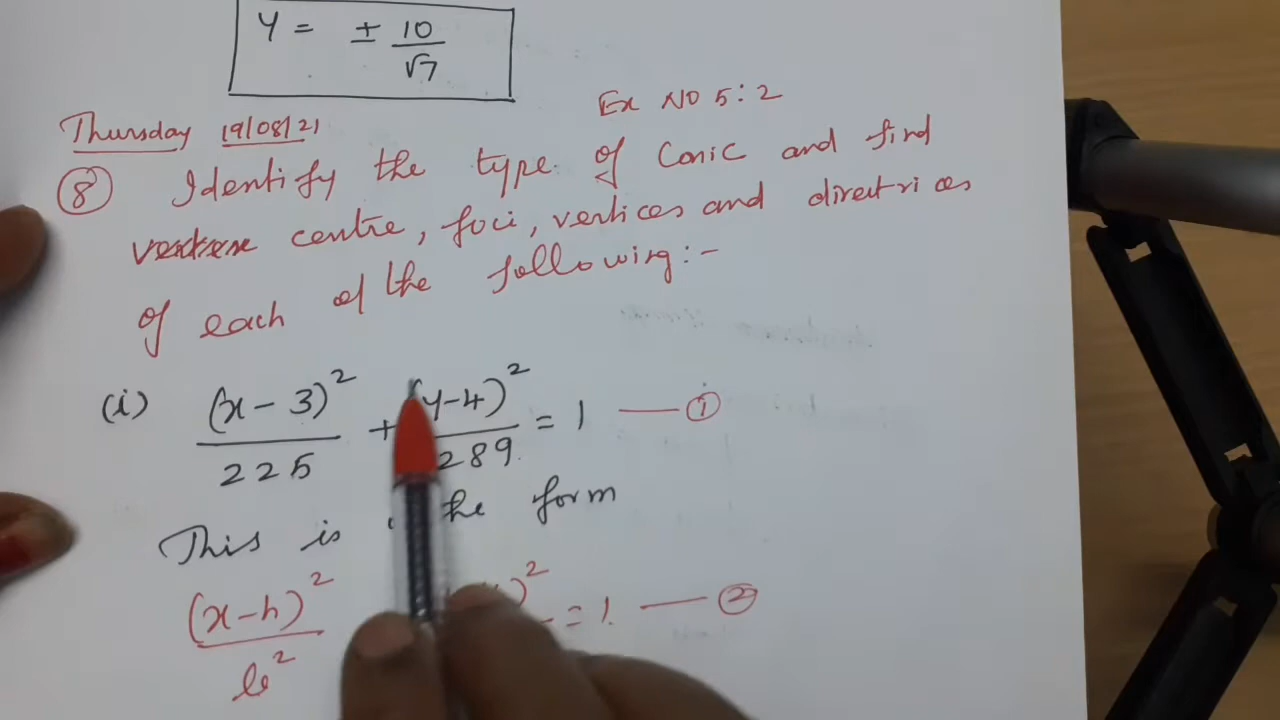 Y = ± 10/√7
Ex NO 5:2
Thursday 19/08/21
⑧ Identify the type of Conic and find
centre, foci, vertices and directrices
of each of the following:-
(i) (x-3)²/225 + (y-4)²/289 = 1 —— ①
This is the form
(x-h)²/b² )² = 1. —— ②